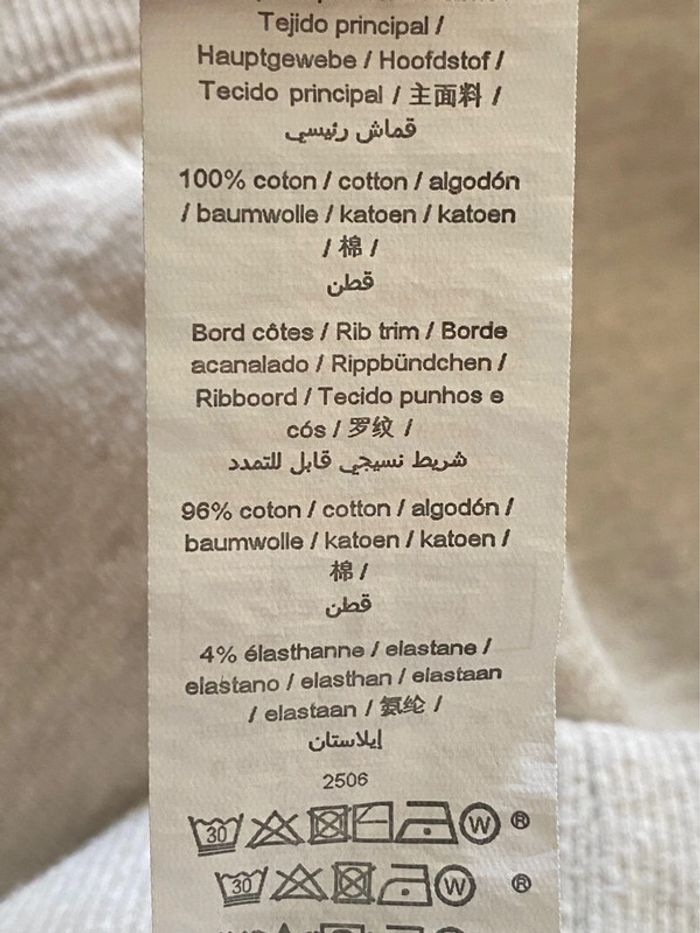 Tejido principal /
Hauptgewebe / Hoofdstof /
Tecido principal / 主面料 /
قماش رئيسي
100% coton / cotton / algodón
/ baumwolle / katoen / katoen
/ 棉 /
قطن
Bord côtes / Rib trim / Borde
acanalado / Rippbündchen /
Ribboord / Tecido punhos e
cós / 罗纹 /
شريط نسيجي قابل للتمدد
96% coton / cotton / algodón /
baumwolle / katoen / katoen /
棉 /
قطن
4% élasthanne / elastane /
elastano / elasthan / elastaan
/ elastaan / 氨纶 /
إيلاستان
2506
30 W ®
30 W ®